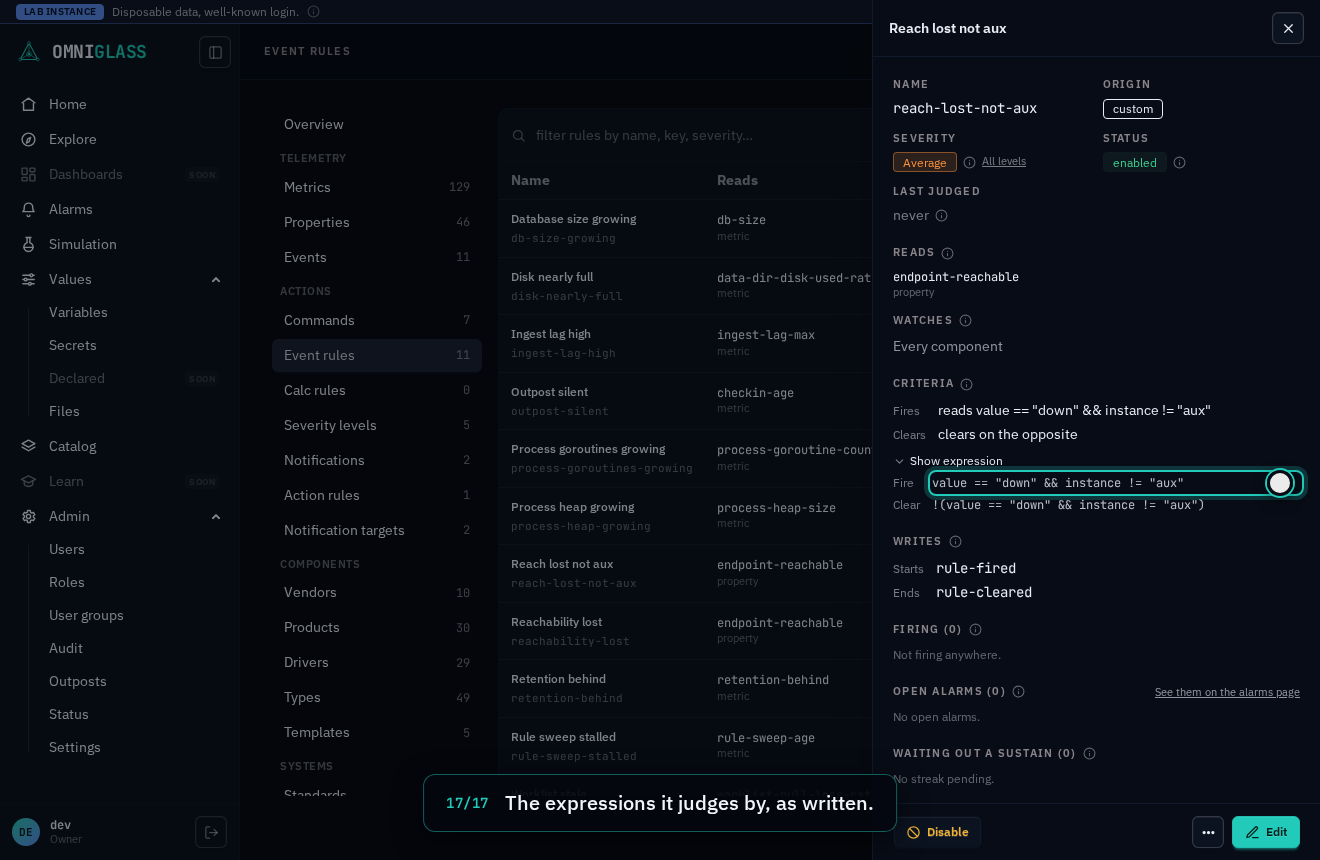 LAB INSTANCE Disposable data, well-known login.
OMNIGLASS
Home
Explore
Dashboards SOON
Alarms
Simulation
Values
Variables
Secrets
Declared SOON
Files
Catalog
Learn SOON
Admin
Users
Roles
User groups
Audit
Outposts
Status
Settings
DE dev
Owner
EVENT RULES
Overview
TELEMETRY
Metrics 129
Properties 46
Events 11
ACTIONS
Commands 7
Event rules 11
Calc rules 0
Severity levels 5
Notifications 2
Action rules 1
Notification targets 2
COMPONENTS
Vendors 10
Products 30
Drivers 29
Types 49
Templates 5
SYSTEMS
Standards
filter rules by name, key, severity...
Name Reads
Database size growing db-size
db-size-growing metric
Disk nearly full data-dir-disk-used-rat
disk-nearly-full metric
Ingest lag high ingest-lag-max
ingest-lag-high metric
Outpost silent checkin-age
outpost-silent metric
Process goroutines growing process-goroutine-coun
process-goroutines-growing metric
Process heap growing process-heap-size
process-heap-growing metric
Reach lost not aux endpoint-reachable
reach-lost-not-aux property
Reachability lost endpoint-reachable
reachability-lost property
Retention behind retention-behind
retention-behind metric
Rule sweep stalled rule-sweep-age
rule-sweep-stalled metric
Reach lost not aux
NAME ORIGIN
reach-lost-not-aux custom
SEVERITY STATUS
Average All levels enabled
LAST JUDGED
never
READS
endpoint-reachable
property
WATCHES
Every component
CRITERIA
Fires reads value == "down" && instance != "aux"
Clears clears on the opposite
Show expression
Fire value == "down" && instance != "aux"
Clear !(value == "down" && instance != "aux")
WRITES
Starts rule-fired
Ends rule-cleared
FIRING (0)
Not firing anywhere.
OPEN ALARMS (0) See them on the alarms page
No open alarms.
WAITING OUT A SUSTAIN (0)
No streak pending.
Disable ••• Edit
17/17 The expressions it judges by, as written.